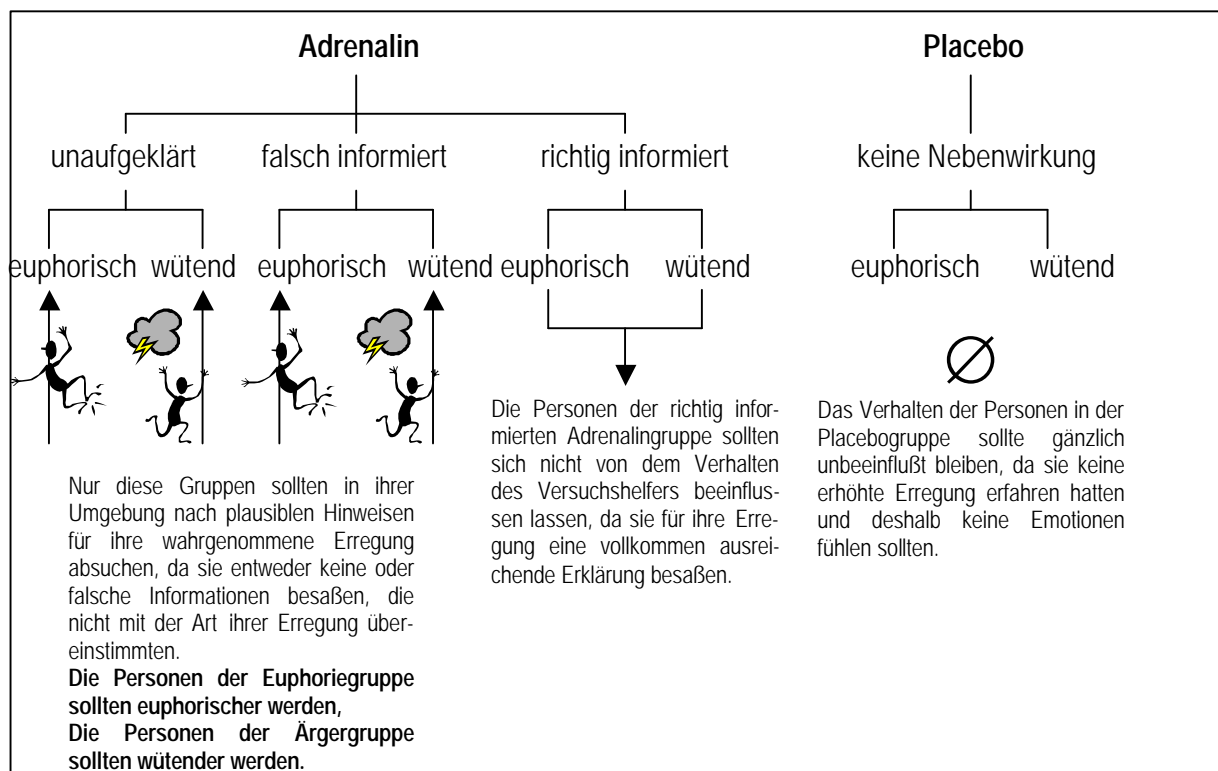 Adrenalin Placebo
unaufgeklärt falsch informiert richtig informiert keine Nebenwirkung
euphorisch wütend euphorisch wütend euphorisch wütend euphorisch wütend
Nur diese Gruppen sollten in ihrer
Umgebung nach plausiblen Hinweisen
für ihre wahrgenommene Erregung
absuchen, da sie entweder keine oder
falsche Informationen besaßen, die
nicht mit der Art ihrer Erregung über-
einstimmten.
Die Personen der Euphoriegruppe
sollten euphorischer werden,
Die Personen der Ärgergruppe
sollten wütender werden.
Die Personen der richtig infor-
mierten Adrenalingruppe sollten
sich nicht von dem Verhalten
des Versuchshelfers beeinflus-
sen lassen, da sie für ihre Erre-
gung eine vollkommen ausrei-
chende Erklärung besaßen.
∅
Das Verhalten der Personen in der
Placebogruppe sollte gänzlich
unbeeinflußt bleiben, da sie keine
erhöhte Erregung erfahren hatten
und deshalb keine Emotionen
fühlen sollten.